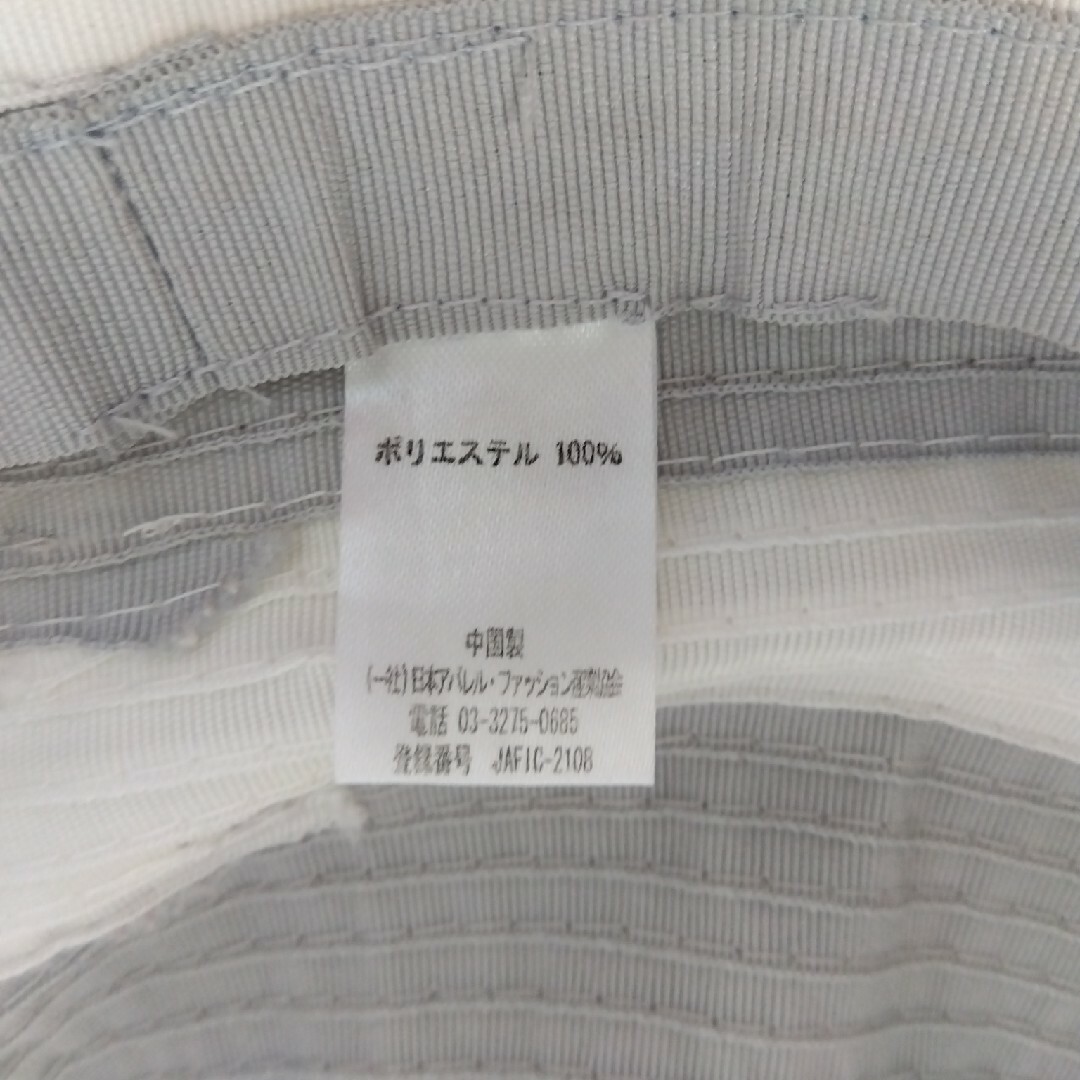 ポリエステル 100%
中国製
(一社)日本アパレル・ファッション産業協会
電話 03-3275-0685
登録番号 JAFIC-2108